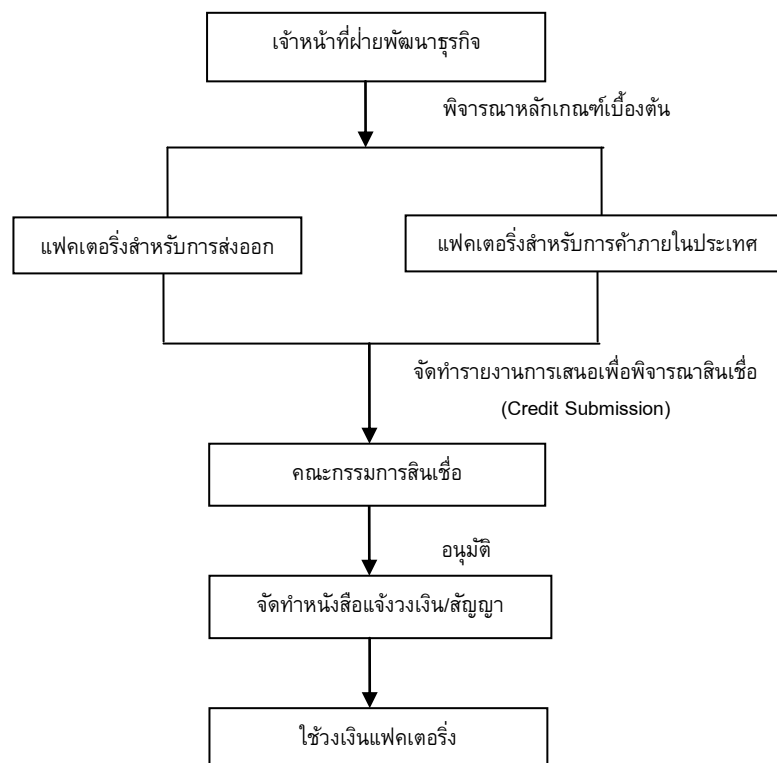 เจ้าหน้าที่ฝ่ายพัฒนาธุรกิจ
พิจารณาหลักเกณฑ์เบื้องต้น
แฟคเตอริ่งสำหรับการส่งออก
แฟคเตอริ่งสำหรับการค้าภายในประเทศ
จัดทำรายงานการเสนอเพื่อพิจารณาสินเชื่อ
(Credit Submission)
คณะกรรมการสินเชื่อ
อนุมัติ
จัดทำหนังสือแจ้งวงเงิน/สัญญา
ใช้วงเงินแฟคเตอริ่ง